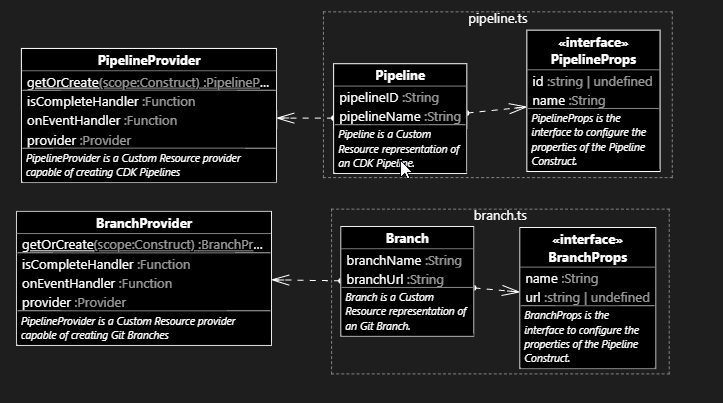 pipeline.ts
PipelineProvider
getOrCreate(scope:Construct) :PipelineP...
isCompleteHandler :Function
onEventHandler :Function
provider :Provider
PipelineProvider is a Custom Resource provider
capable of creating CDK Pipelines
Pipeline
pipelineID :String
pipelineName :String
Pipeline is a Custom
Resource representation of
an CDK Pipeline.
«interface»
PipelineProps
id :string | undefined
name :String
PipelineProps is the
interface to configure the
properties of the Pipeline
Construct.
branch.ts
BranchProvider
getOrCreate(scope:Construct) :BranchPr...
isCompleteHandler :Function
onEventHandler :Function
provider :Provider
PipelineProvider is a Custom Resource provider
capable of creating Git Branches
Branch
branchName :String
branchUrl :String
Branch is a Custom
Resource representation of
an Git Branch.
«interface»
BranchProps
name :String
url :string | undefined
BranchProps is the
interface to configure the
properties of the Pipeline
Construct.